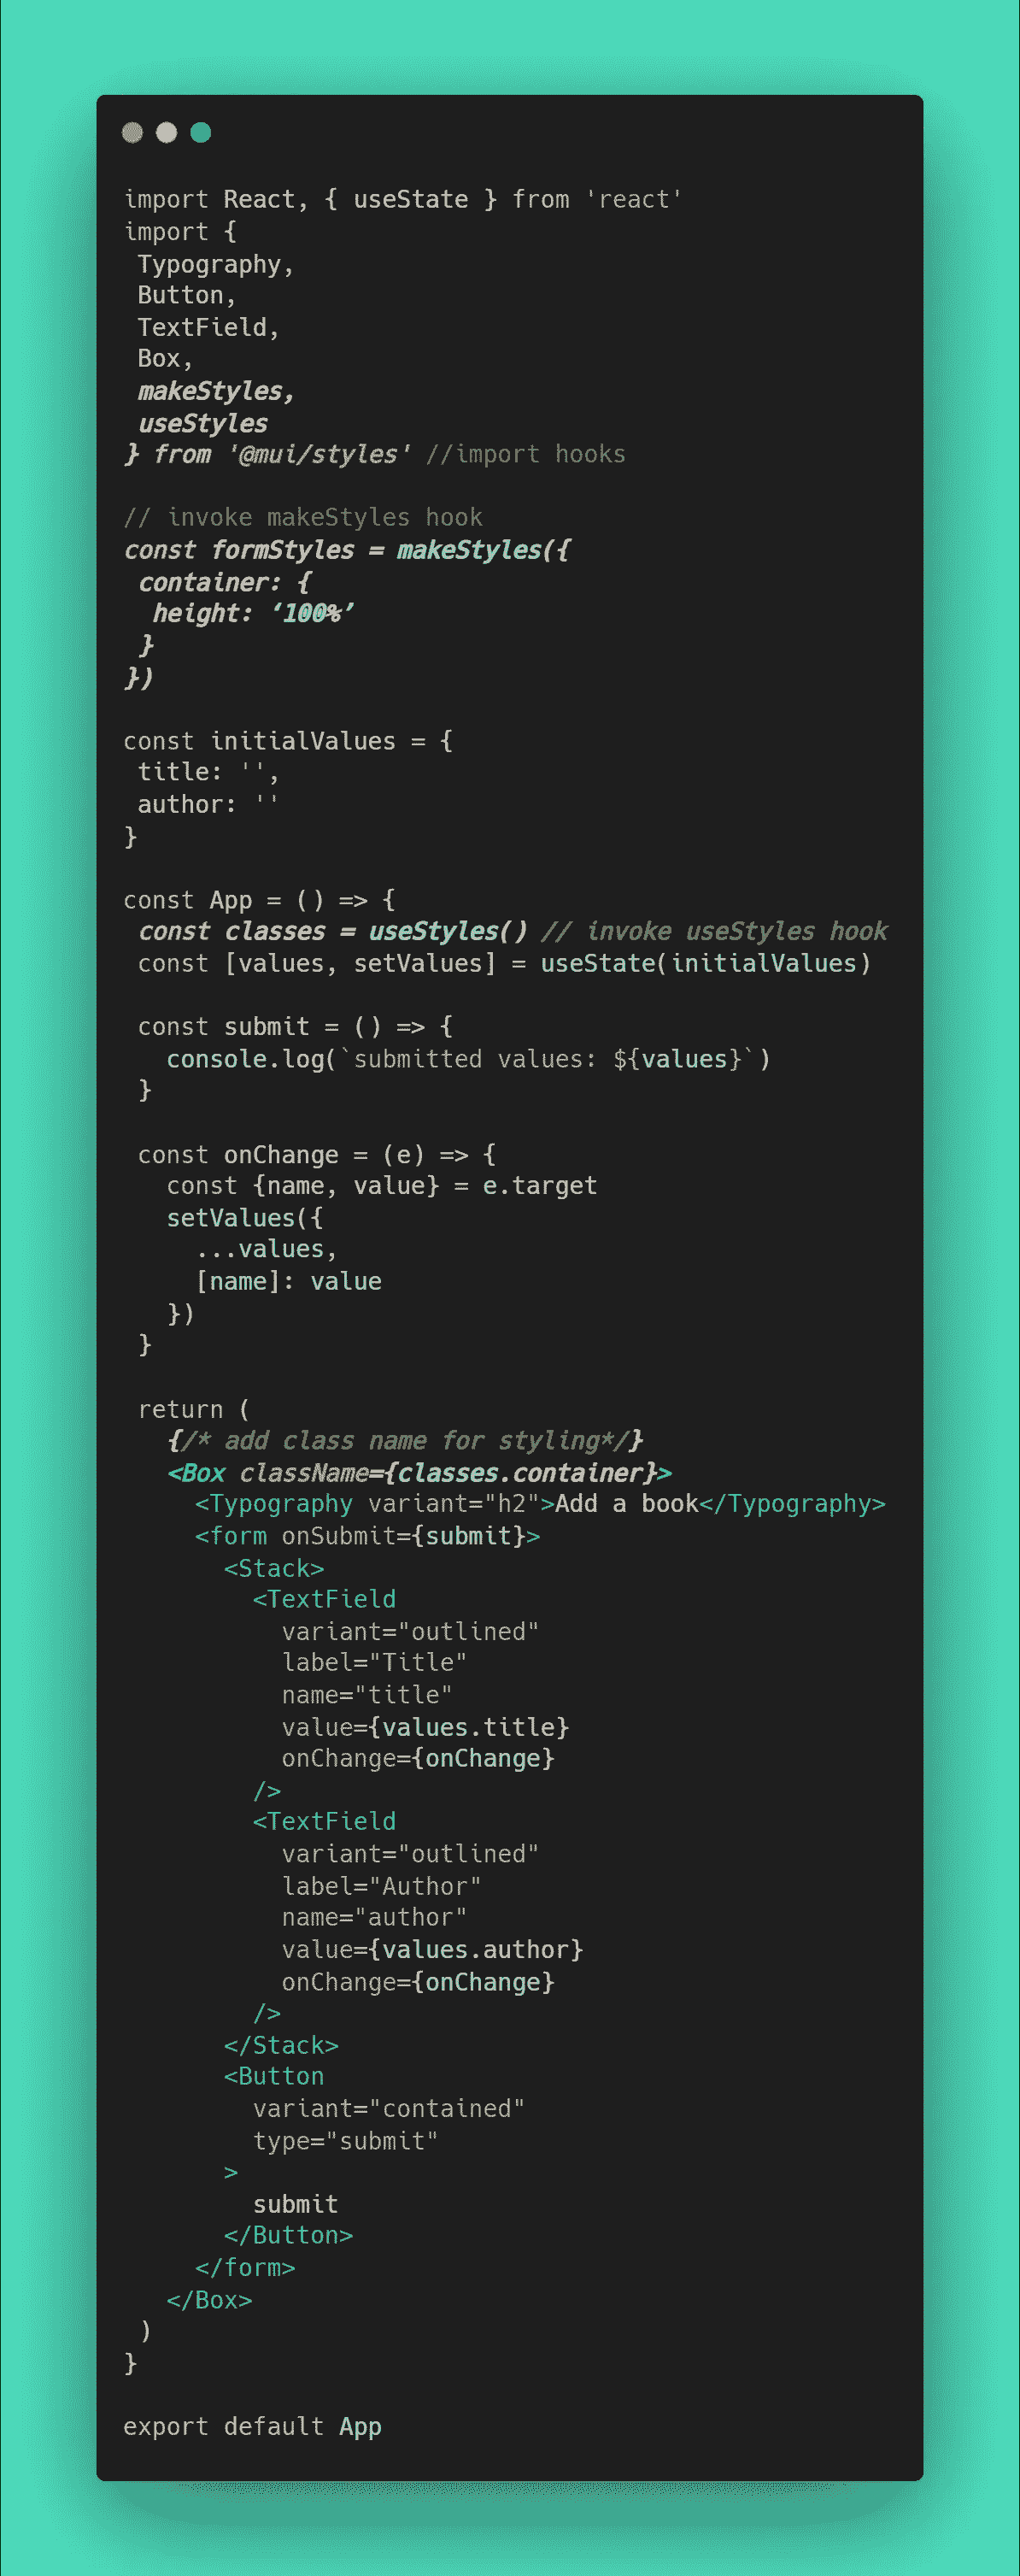 import React, { useState } from 'react'
import {
 Typography,
 Button,
 TextField,
 Box,
 makeStyles,
 useStyles
} from '@mui/styles' //import hooks

// invoke makeStyles hook
const formStyles = makeStyles({
 container: {
  height: ‘100%’
 }
})

const initialValues = {
 title: '',
 author: ''
}

const App = () => {
 const classes = useStyles() // invoke useStyles hook
 const [values, setValues] = useState(initialValues)

 const submit = () => {
   console.log(`submitted values: ${values}`)
 }

 const onChange = (e) => {
   const {name, value} = e.target
   setValues({
     ...values,
     [name]: value
   })
 }

 return (
   {/* add class name for styling*/}
   <Box className={classes.container}>
     <Typography variant="h2">Add a book</Typography>
     <form onSubmit={submit}>
       <Stack>
         <TextField
           variant="outlined"
           label="Title"
           name="title"
           value={values.title}
           onChange={onChange}
         />
         <TextField
           variant="outlined"
           label="Author"
           name="author"
           value={values.author}
           onChange={onChange}
         />
       </Stack>
       <Button
         variant="contained"
         type="submit"
       >
         submit
       </Button>
     </form>
   </Box>
 )
}

export default App